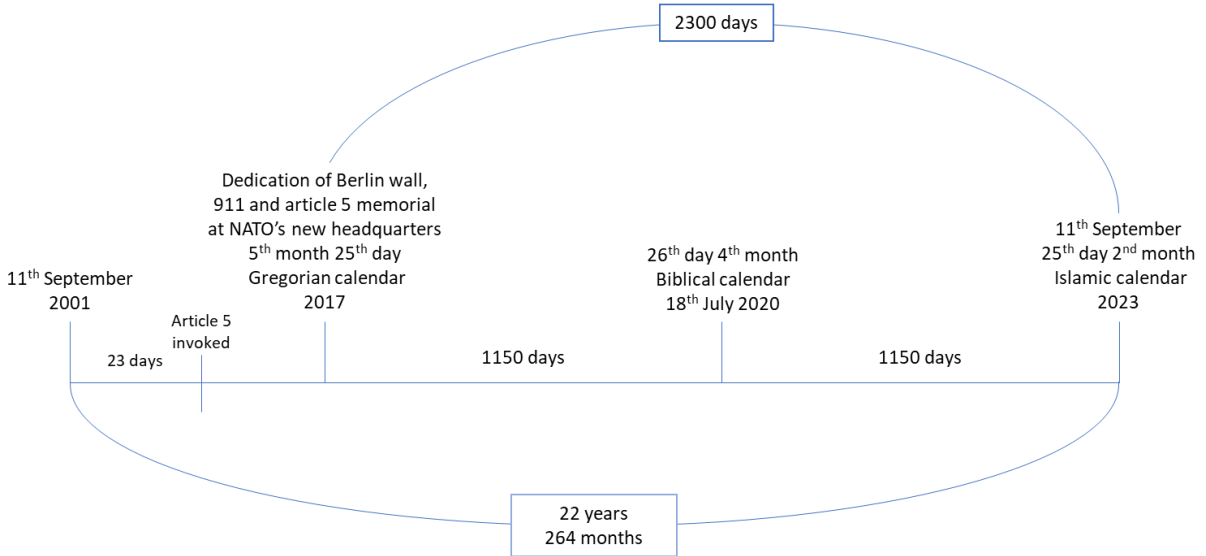 2300 days
Dedication of Berlin wall,
911 and article 5 memorial
at NATO's new headquarters
5th month 25th day
Gregorian calendar
2017
11th September
2001
Article 5
invoked
23 days
26th day 4th month
Biblical calendar
18th July 2020
11th September
25th day 2nd month
Islamic calendar
2023
1150 days
1150 days
22 years
264 months